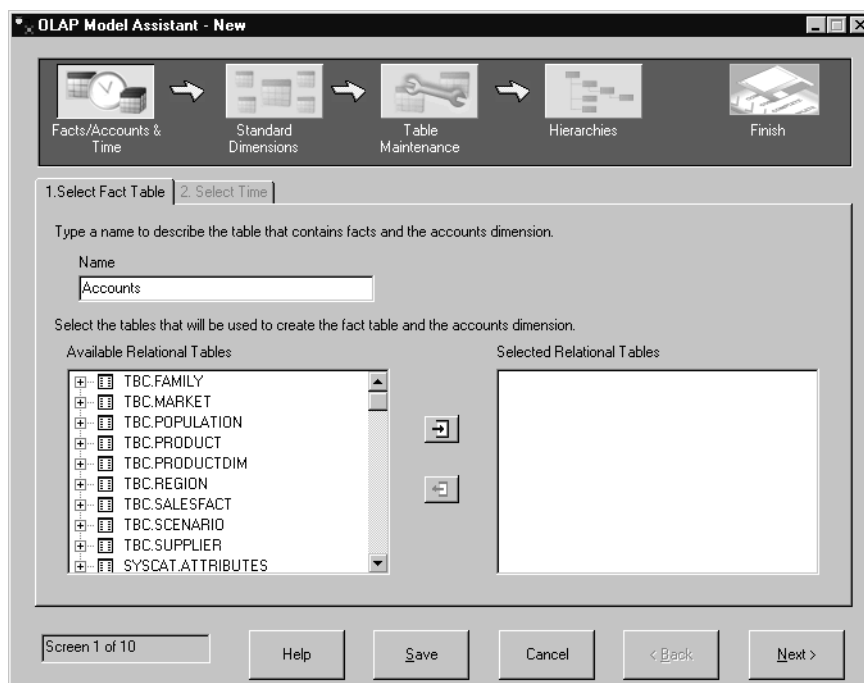 OLAP Model Assistant - New
Facts/Accounts &
Time
Standard
Dimensions
Table
Maintenance
Hierarchies
Finish
1.Select Fact Table
2. Select Time
Type a name to describe the table that contains facts and the accounts dimension.
Name
Accounts
Select the tables that will be used to create the fact table and the accounts dimension.
Available Relational Tables
Selected Relational Tables
TBC.FAMILY
TBC.MARKET
TBC.POPULATION
TBC.PRODUCT
TBC.PRODUCTDIM
TBC.REGION
TBC.SALESFACT
TBC.SCENARIO
TBC.SUPPLIER
SYSCAT.ATTRIBUTES
Screen 1 of 10
Help
Save
Cancel
< Back
Next >